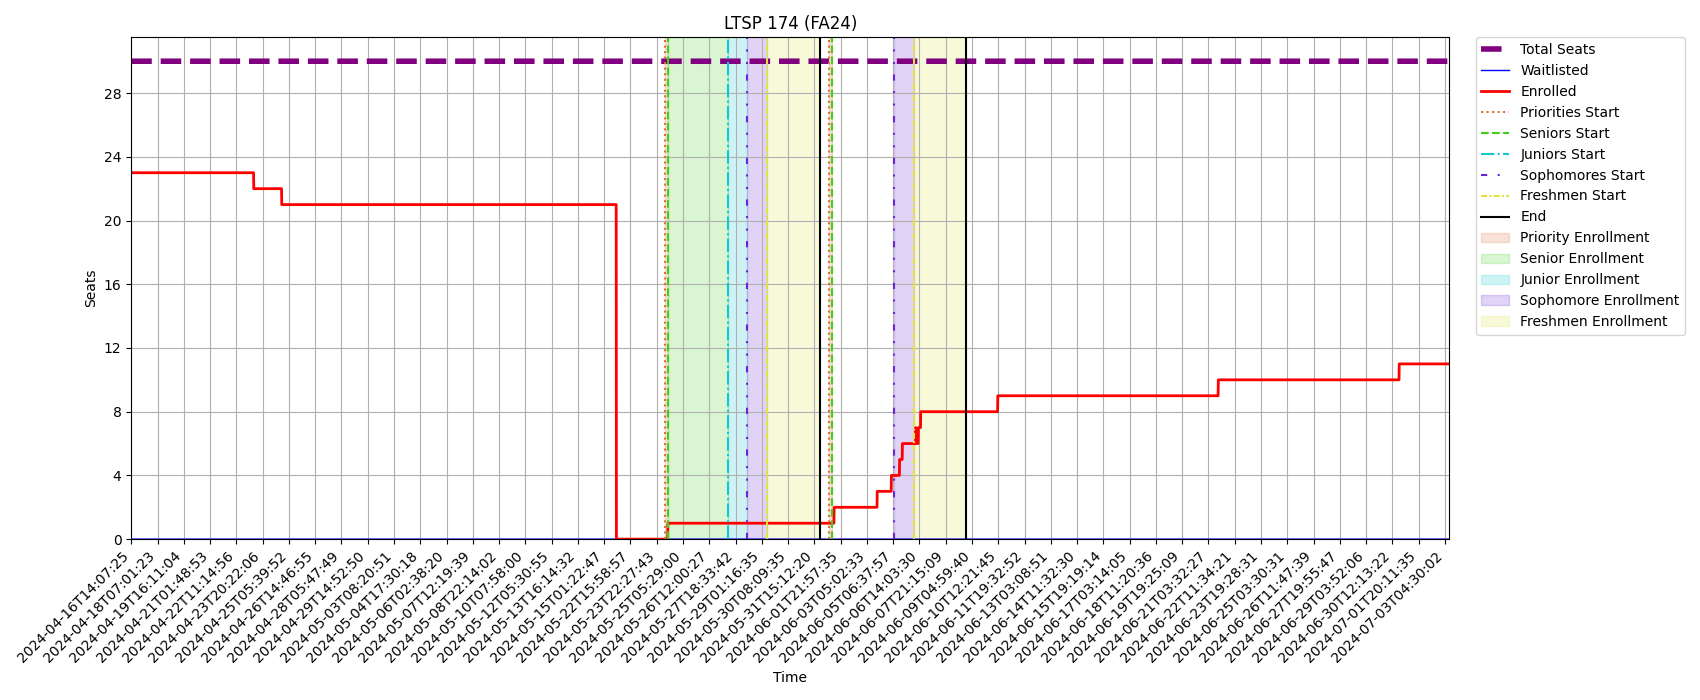 LTSP 174 (FA24)
Total Seats
Waitlisted
Enrolled
Priorities Start
Seniors Start
Juniors Start
Sophomores Start
Freshmen Start
End
Priority Enrollment
Senior Enrollment
Junior Enrollment
Sophomore Enrollment
Freshmen Enrollment
Seats
28
24
20
16
12
8
4
0
2024-04-16T14:07:25
2024-04-18T07:01:23
2024-04-19T16:11:04
2024-04-21T01:48:53
2024-04-22T11:14:56
2024-04-23T20:22:06
2024-04-25T05:39:52
2024-04-26T14:46:55
2024-04-28T05:47:49
2024-04-29T14:52:50
2024-05-03T08:20:51
2024-05-04T17:30:18
2024-05-06T02:38:20
2024-05-07T12:19:39
2024-05-08T22:14:02
2024-05-10T07:58:00
2024-05-12T05:30:55
2024-05-13T16:14:32
2024-05-15T01:22:47
2024-05-22T15:58:57
2024-05-23T22:27:43
2024-05-25T05:29:00
2024-05-26T12:00:27
2024-05-27T18:33:42
2024-05-29T01:16:35
2024-05-30T08:09:35
2024-05-31T15:12:20
2024-06-01T21:57:35
2024-06-03T05:02:33
2024-06-05T06:37:57
2024-06-06T14:03:30
2024-06-07T21:15:09
2024-06-09T04:59:40
2024-06-10T12:21:45
2024-06-11T19:32:52
2024-06-13T03:08:51
2024-06-14T11:32:30
2024-06-15T19:19:14
2024-06-17T03:14:05
2024-06-18T11:20:36
2024-06-19T19:25:09
2024-06-21T03:32:27
2024-06-22T11:34:21
2024-06-23T19:28:31
2024-06-25T03:30:31
2024-06-26T11:47:39
2024-06-27T19:55:47
2024-06-29T03:52:06
2024-06-30T12:13:22
2024-07-01T20:11:35
2024-07-03T04:30:02
Time